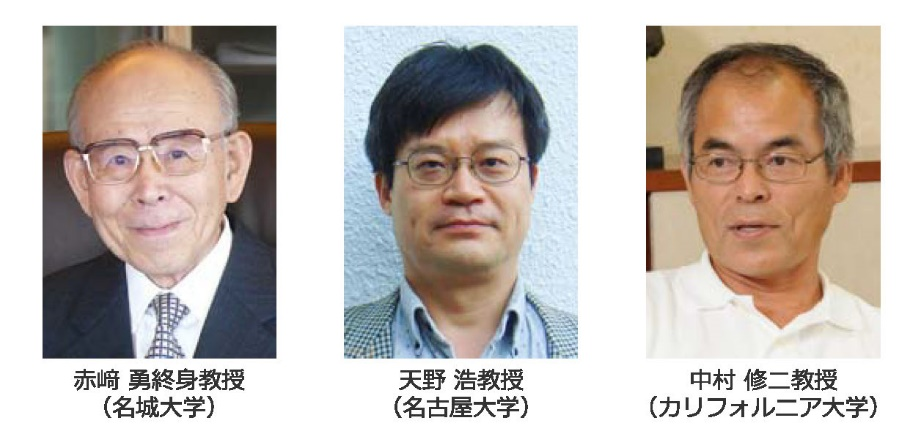 赤﨑 勇終身教授
（名城大学）
天野 浩教授
（名古屋大学）
中村 修二教授
（カリフォルニア大学）